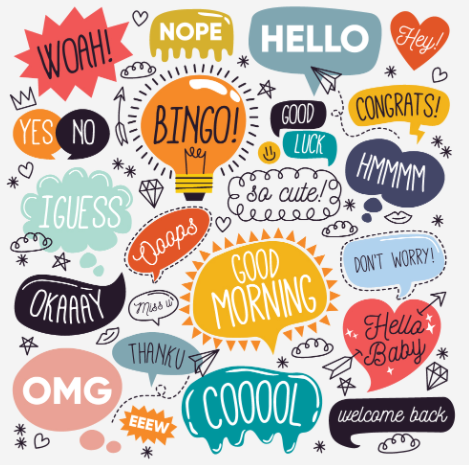 WOAH!
NOPE
HELLO
Hey!
YES
NO
BINGO!
GOOD
LUCK
CONGRATS!
HMMMM
IGUESS
so cute!
Ooops
DON'T WORRY!
OKAAAY
Miss u
GOOD
MORNING
Hello
Baby
THANKU
OMG
EEEW
COOOOL
welcome back